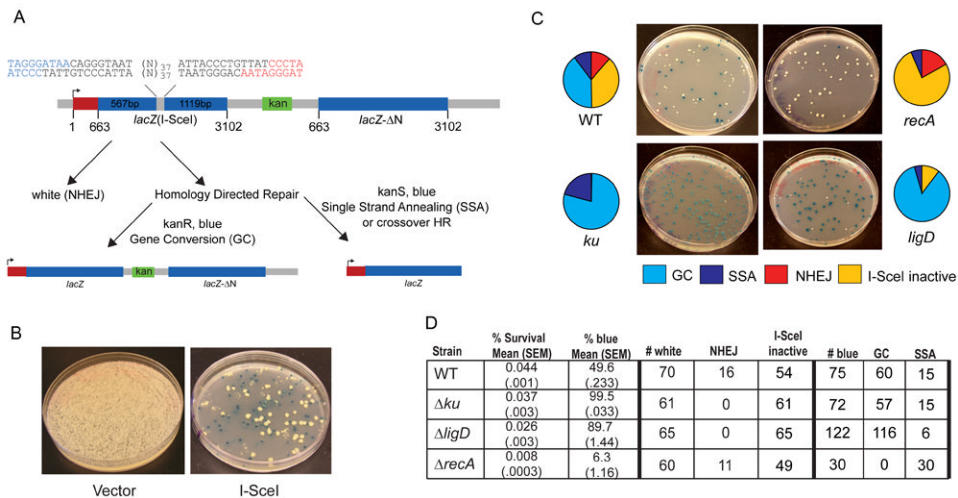 A
TAGGGATAACAGGGTAAT (N)37 ATTACCCTGTTATCCCTA
ATCCCTATTGTCCCATTA (N)37 TAATGGGACAATAGGGAT
567bp 1119bp kan
lacZ(I-SceI) lacZ-ΔN
1 663 3102 663 3102
white (NHEJ)
Homology Directed Repair
kanS, blue
Single Strand Annealing (SSA)
or crossover HR
kanR, blue
Gene Conversion (GC)
kan
lacZ lacZ-ΔN
lacZ
B
Vector I-SceI
C
WT recA
ku ligD
GC SSA NHEJ I-SceI inactive
D
Strain % Survival Mean (SEM) % blue Mean (SEM) # white NHEJ I-SceI inactive # blue GC SSA
WT 0.044 (.001) 49.6 (.233) 70 16 54 75 60 15
Δku 0.037 (.003) 99.5 (.033) 61 0 61 72 57 15
ΔligD 0.026 (.003) 89.7 (1.44) 65 0 65 122 116 6
ΔrecA 0.008 (.0003) 6.3 (1.16) 60 11 49 30 0 30